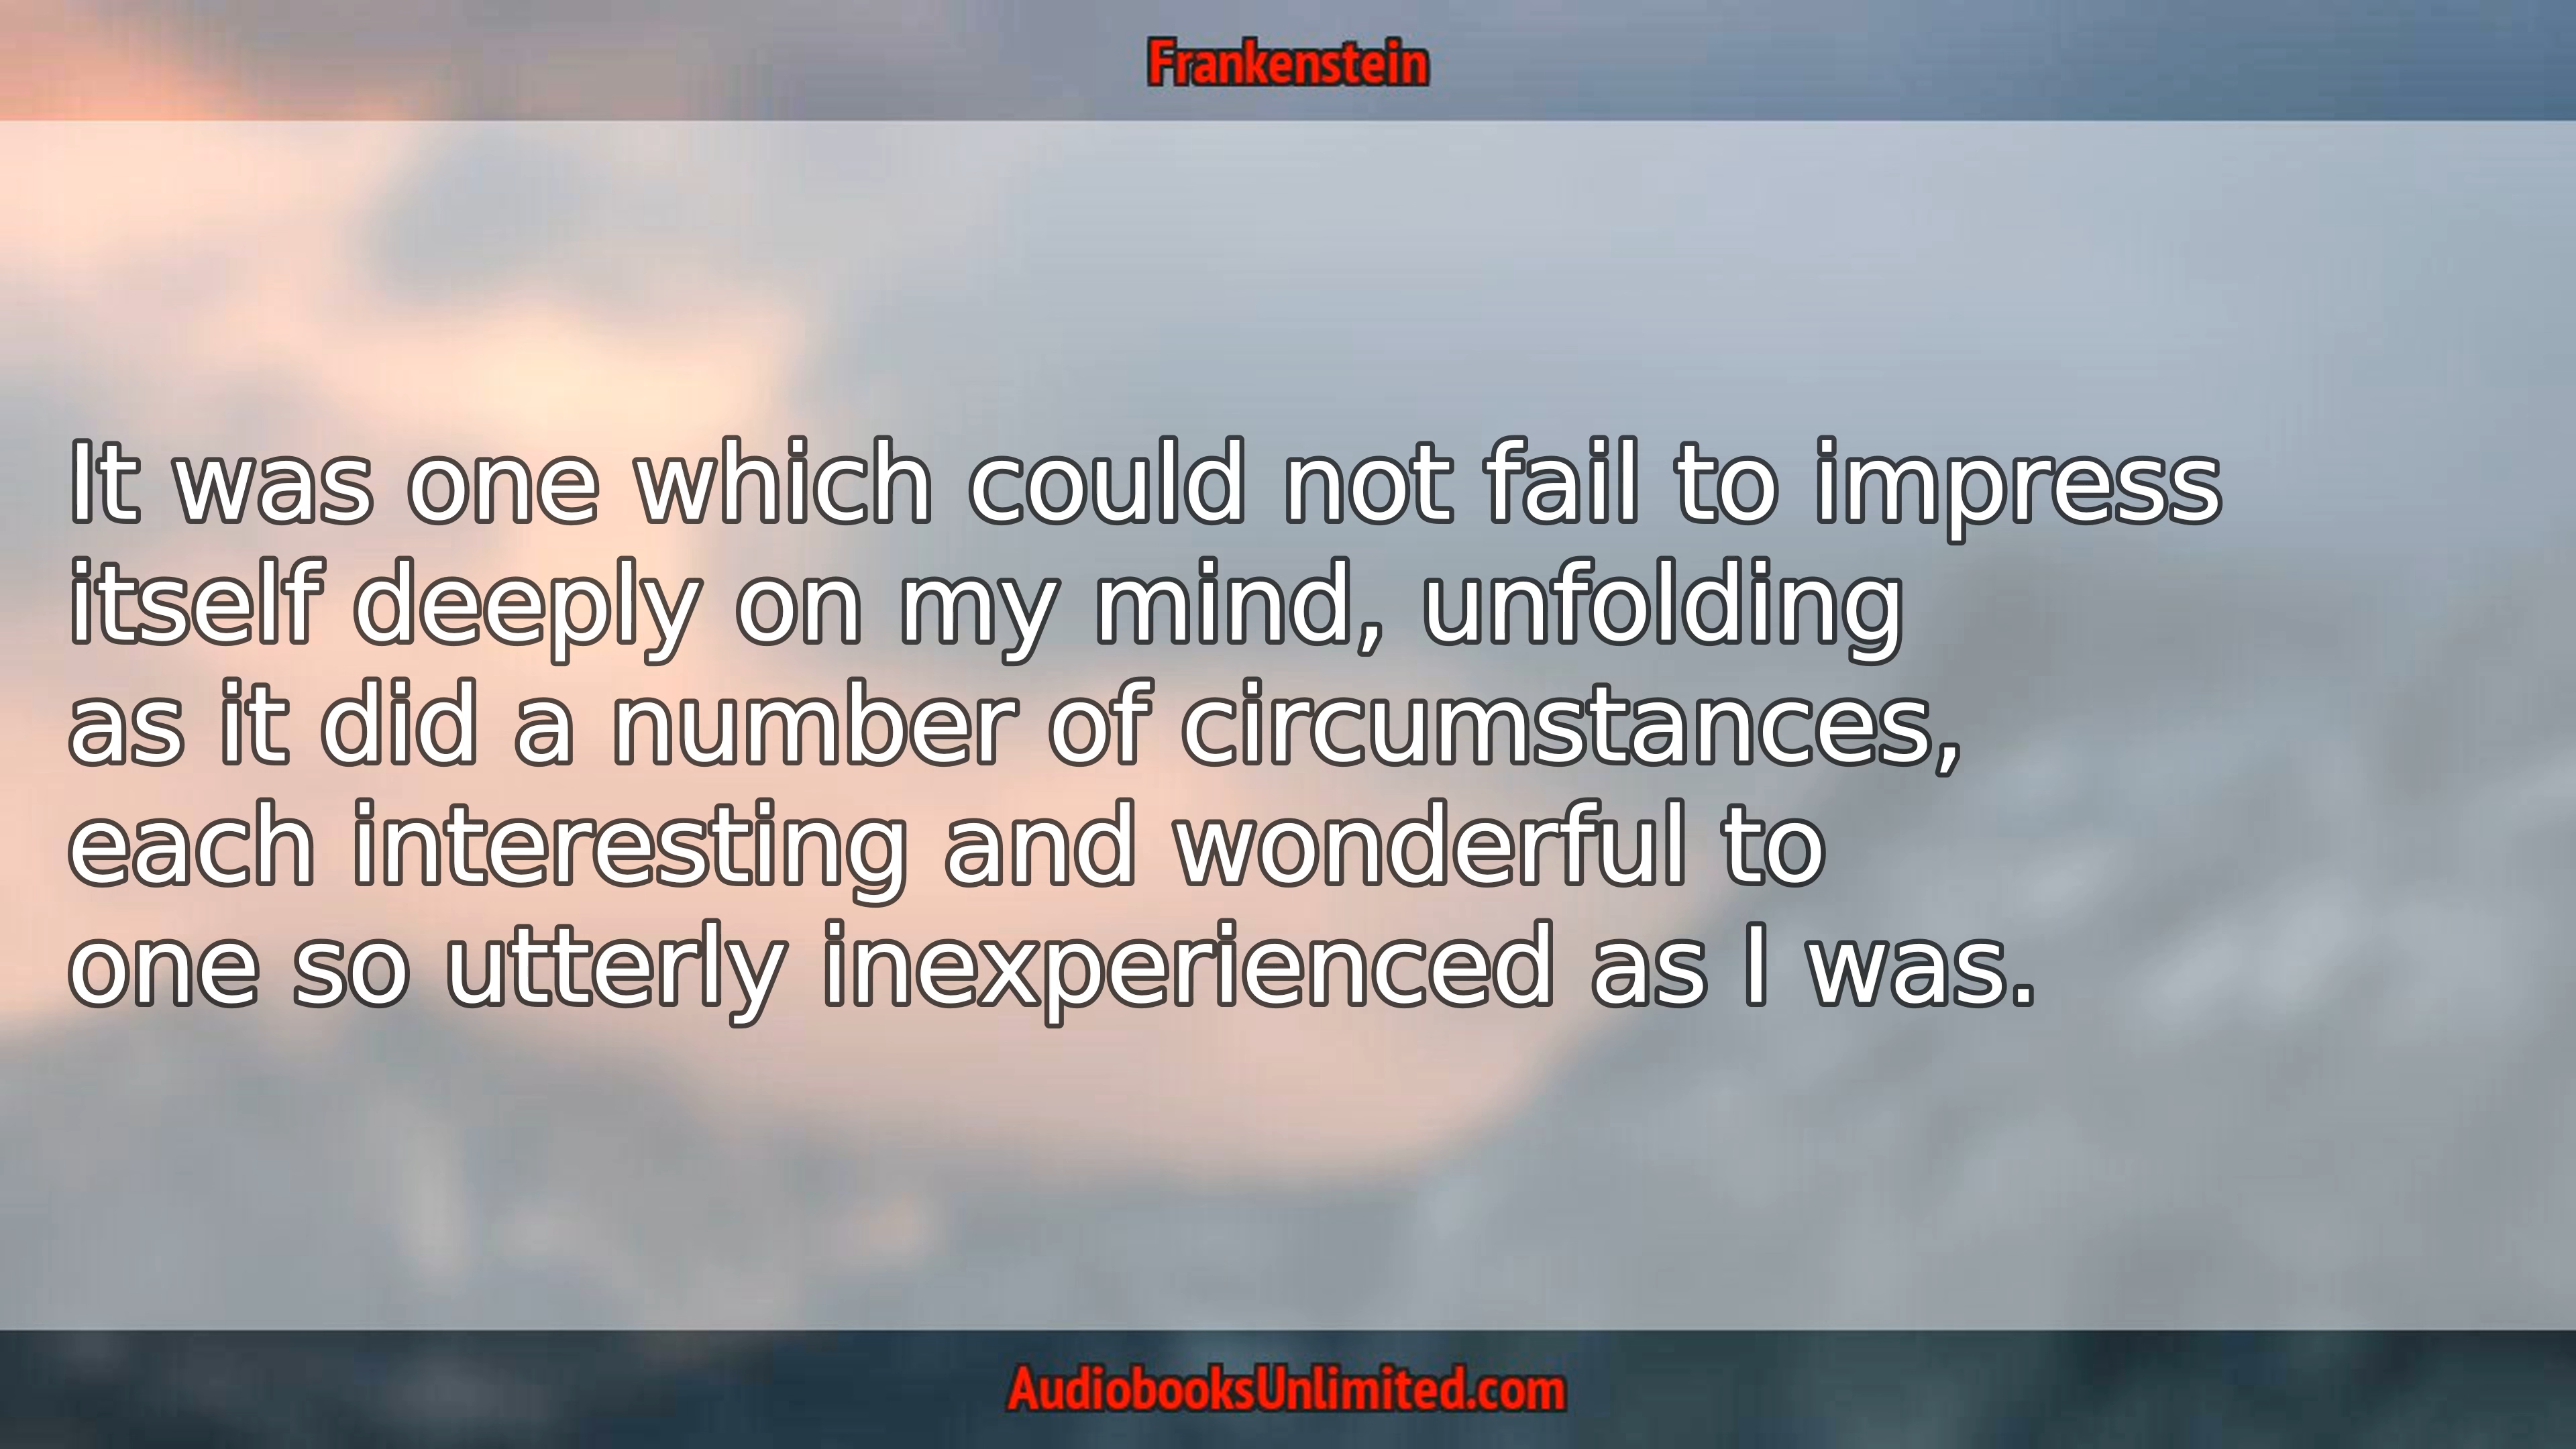 Frankenstein
It was one which could not fail to impress
itself deeply on my mind, unfolding
as it did a number of circumstances,
each interesting and wonderful to
one so utterly inexperienced as I was.
AudiobooksUnlimited.com